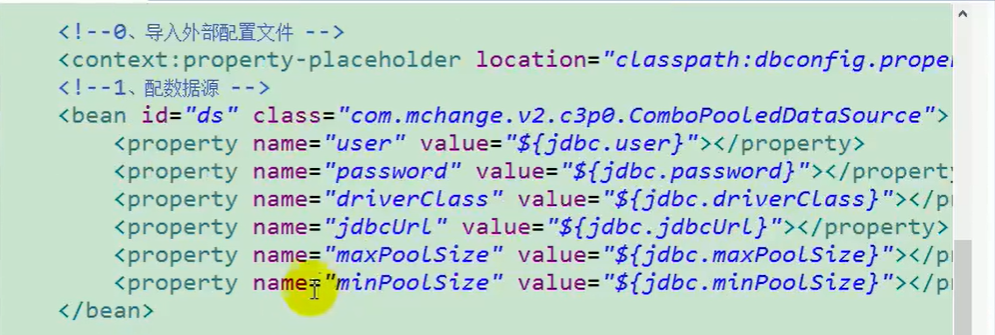 <!--0、导入外部配置文件 -->
<context:property-placeholder location="classpath:dbconfig.prope
<!--1、配数据源 -->
<bean id="ds" class="com.mchange.v2.c3p0.ComboPooledDataSource">
<property name="user" value="${jdbc.user}"></property>
<property name="password" value="${jdbc.password}"></property
<property name="driverClass" value="${jdbc.driverClass}"></p
<property name="jdbcUrl" value="${jdbc.jdbcUrl}"></property>
<property name="maxPoolSize" value="${jdbc.maxPoolSize}"></p
<property name="minPoolSize" value="${jdbc.minPoolSize}"></p
</bean>